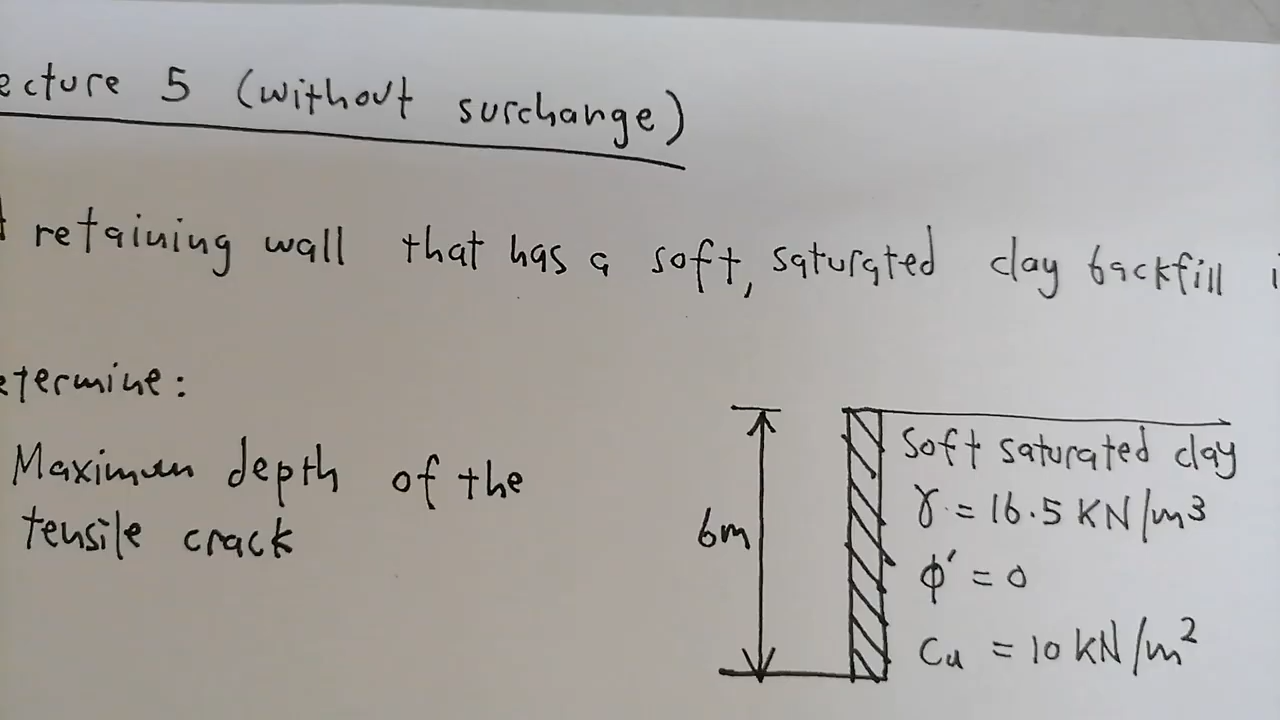 ecture 5 (without surchange)
retaining wall that has a soft, saturated clay backfill
etermine:
Maximum depth of the
tensile crack
6m
Soft saturated clay
γ = 16.5 KN/m³
φ' = 0
Cu = 10 kN/m²